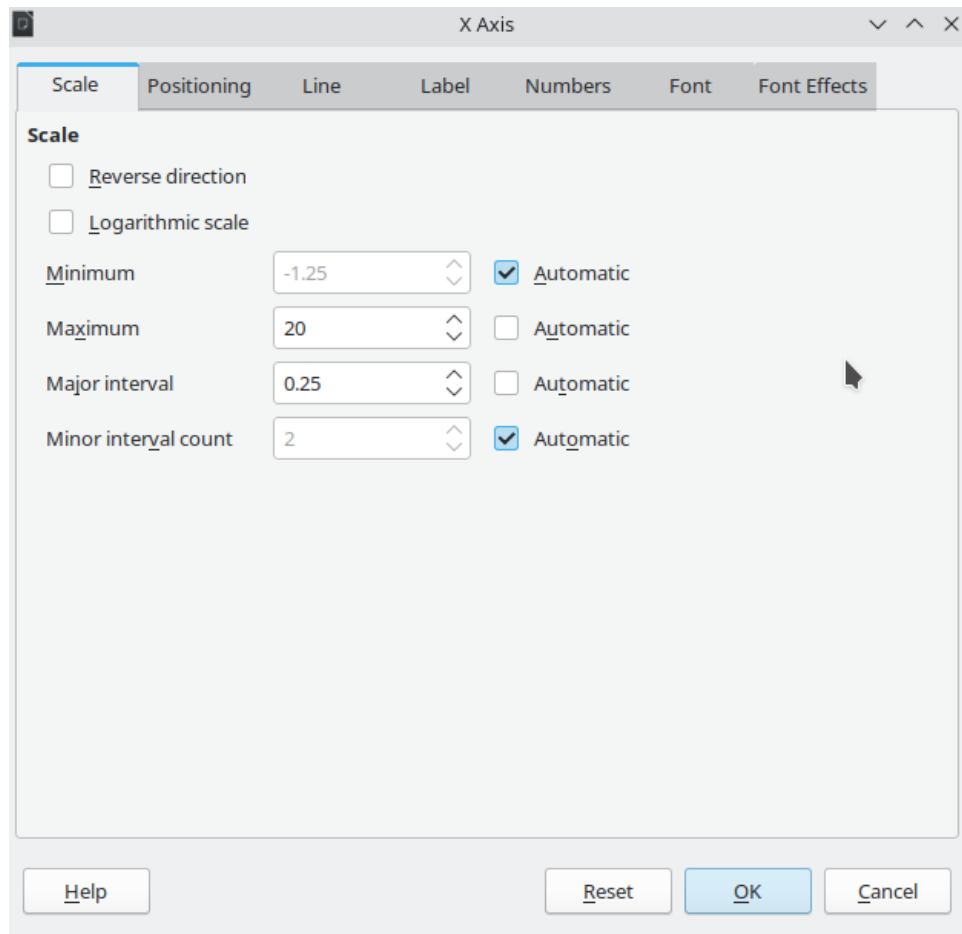 X Axis
Scale Positioning Line Label Numbers Font Font Effects
Scale
Reverse direction
Logarithmic scale
Minimum -1.25 Automatic
Maximum 20 Automatic
Major interval 0.25 Automatic
Minor interval count 2 Automatic
Help Reset OK Cancel